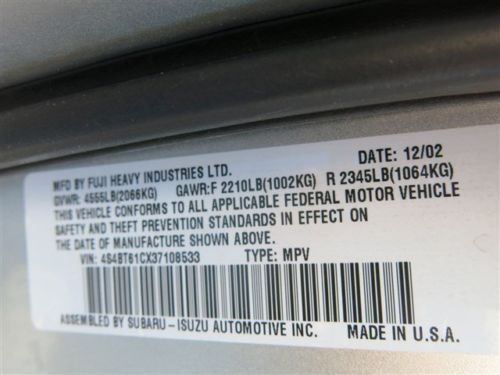 MFD BY FUJI HEAVY INDUSTRIES LTD. DATE: 12/02
GVWR: 4555LB(2066KG) GAWR:F 2210LB(1002KG) R 2345LB(1064KG)
THIS VEHICLE CONFORMS TO ALL APPLICABLE FEDERAL MOTOR VEHICLE
SAFETY AND THEFT PREVENTION STANDARDS IN EFFECT ON
THE DATE OF MANUFACTURE SHOWN ABOVE.
VIN: 4S4BT61CX37108533 TYPE: MPV
ASSEMBLED BY SUBARU-ISUZU AUTOMOTIVE INC. MADE IN U.S.A.